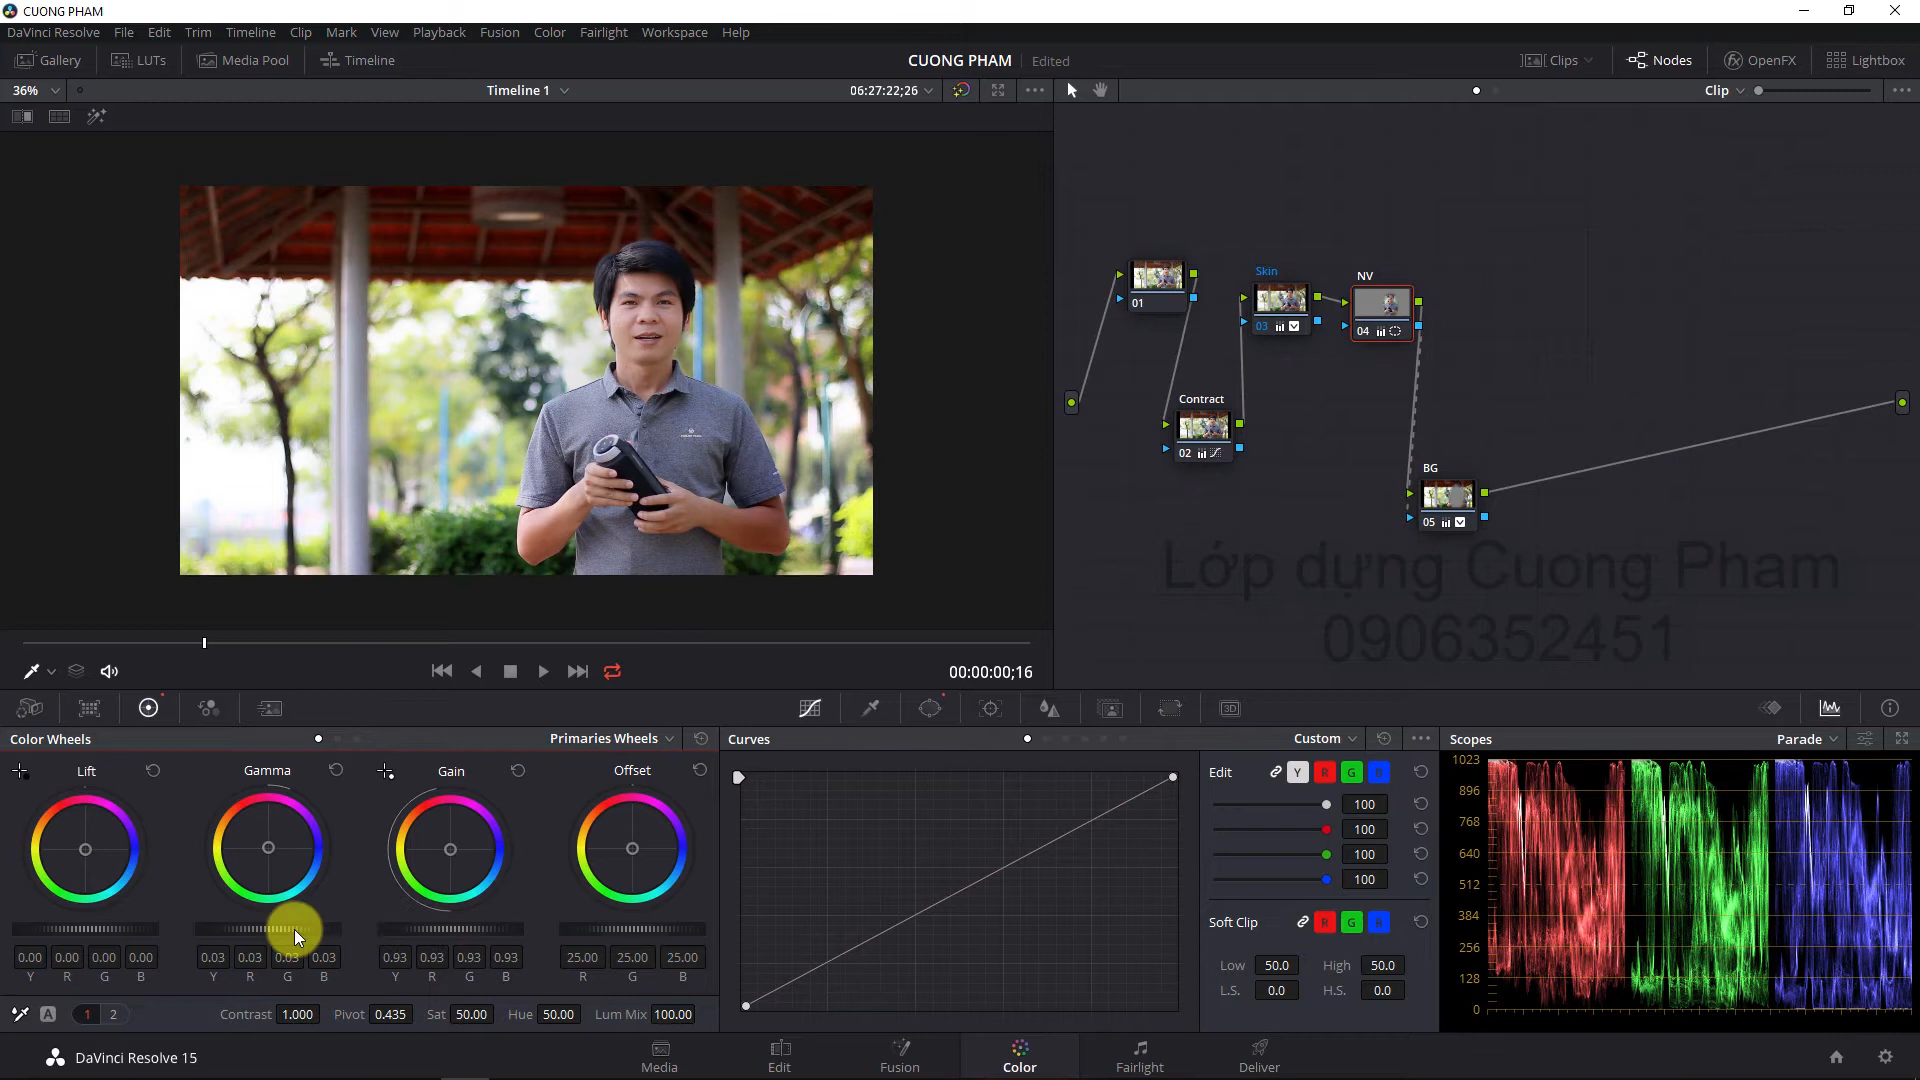 CUONG PHAM
DaVinci Resolve File Edit Trim Timeline Clip Mark View Playback Fusion Color Fairlight Workspace Help
Gallery LUTs Media Pool Timeline CUONG PHAM Edited Clips Nodes OpenFX Lightbox
36% Timeline 1 06:27:22;26 Clip
Skin NV
01 03 04
Contract
02
BG
05
Lớp dựng Cuong Pham
0906352451
00:00:00;16
3D
Color Wheels Primaries Wheels Curves Custom Scopes Parade
Lift Gamma Gain Offset
Edit Y R G B
100
100
100
100
Soft Clip R G B
Low 50.0 High 50.0
L.S. 0.0 H.S. 0.0
1023
896
768
640
512
384
256
128
0
0.00 0.00 0.00 0.00 0.03 0.03 0.03 0.03 0.93 0.93 0.93 0.93 25.00 25.00 25.00
Y R G B Y R G B Y R G B R G B
A 1 2 Contrast 1.000 Pivot 0.435 Sat 50.00 Hue 50.00 Lum Mix 100.00
DaVinci Resolve 15 Media Edit Fusion Color Fairlight Deliver